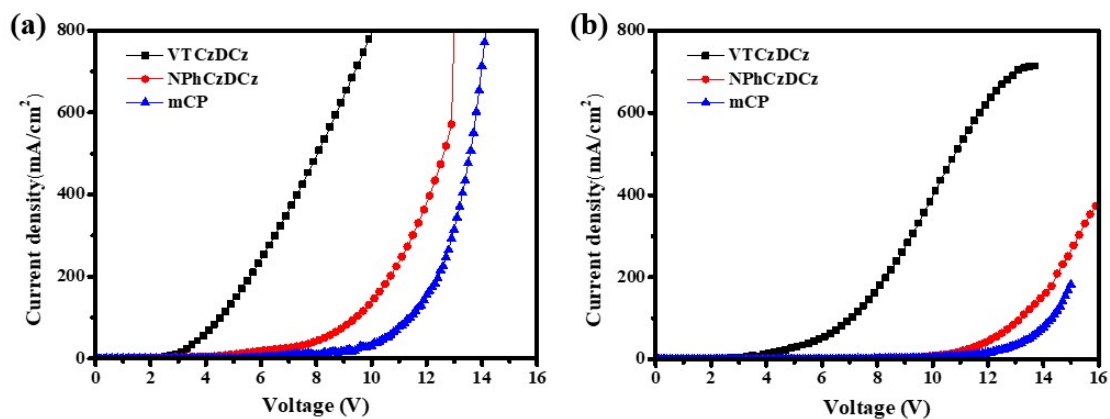 (a)
800
600
400
200
0
Current density(mA/cm²)
VTCzDCz
NPhCzDCz
mCP
0 2 4 6 8 10 12 14 16
Voltage (V)
(b)
800
600
400
200
0
Current density(mA/cm²)
VTCzDCz
NPhCzDCz
mCP
0 2 4 6 8 10 12 14 16
Voltage (V)